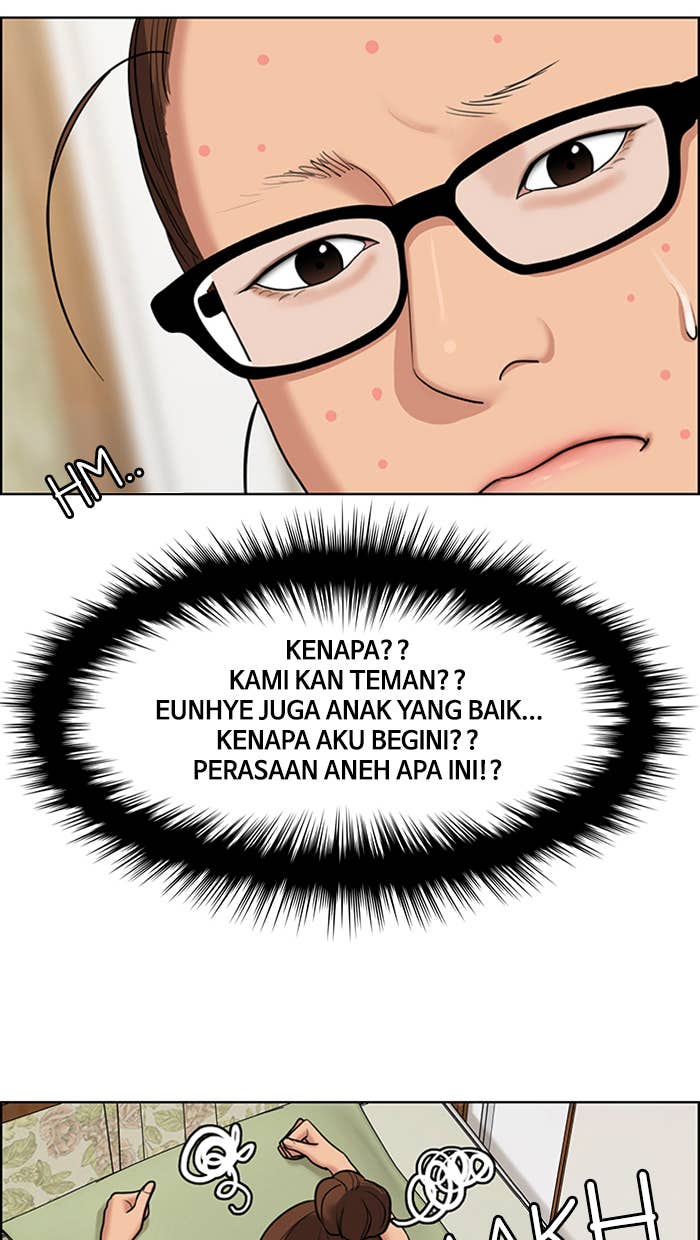 HM..
KENAPA??
KAMI KAN TEMAN??
EUNHYE JUGA ANAK YANG BAIK...
KENAPA AKU BEGINI??
PERASAAN ANEH APA INI!?